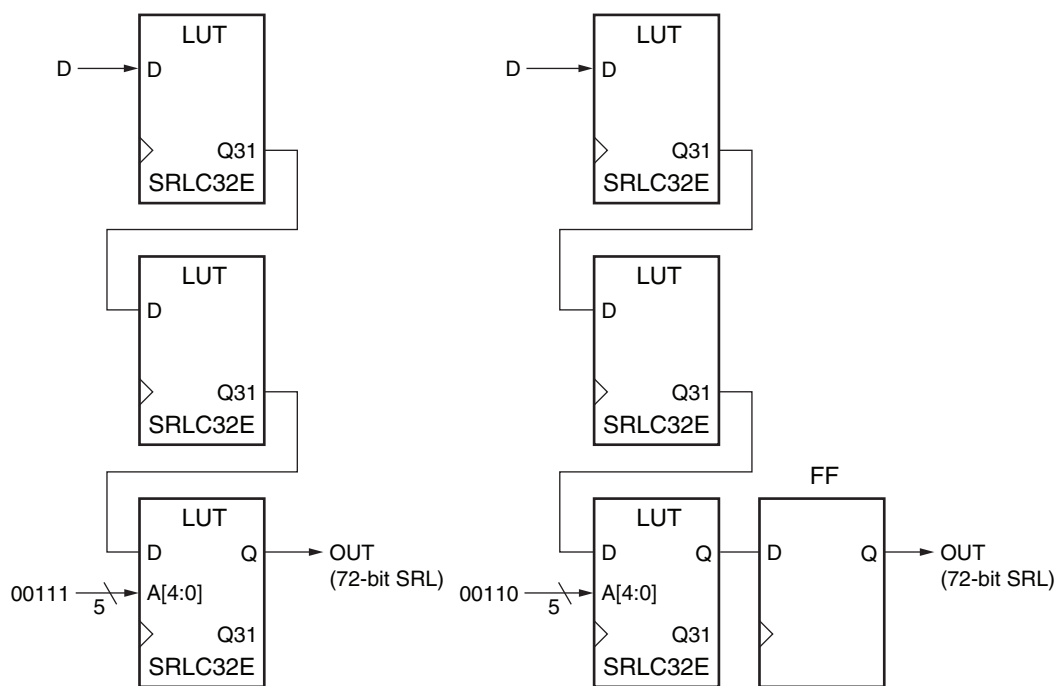 LUT
D
D
Q31
SRLC32E
LUT
D
Q31
SRLC32E
LUT
D
Q
OUT
(72-bit SRL)
00111
5
A[4:0]
Q31
SRLC32E
LUT
D
D
Q31
SRLC32E
LUT
D
Q31
SRLC32E
LUT
D
Q
00110
5
A[4:0]
Q31
SRLC32E
FF
D
Q
OUT
(72-bit SRL)